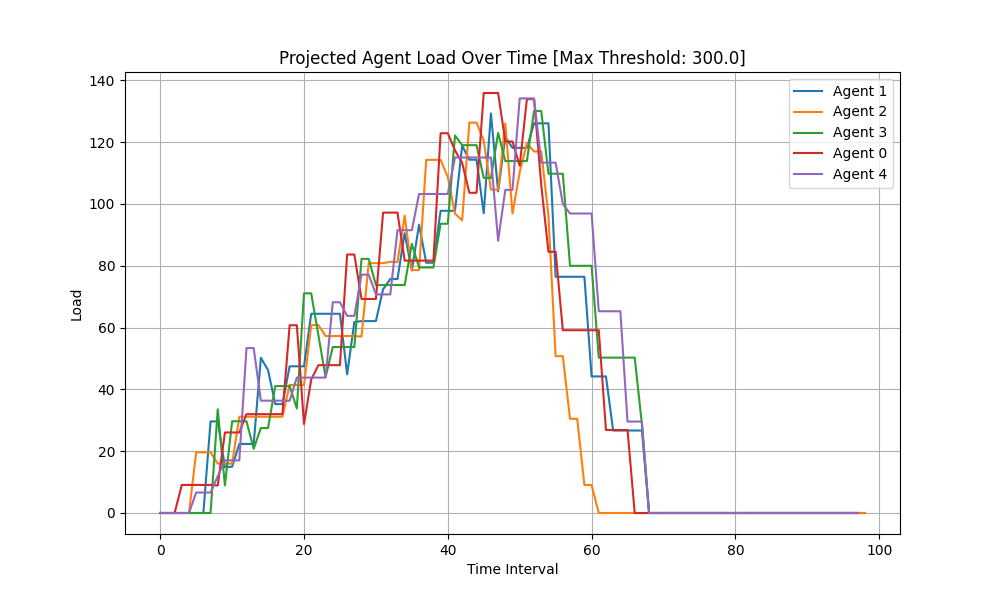 Projected Agent Load Over Time [Max Threshold: 300.0]
Load
140
120
100
80
60
40
20
0
Agent 1
Agent 2
Agent 3
Agent 0
Agent 4
0 20 40 60 80 100
Time Interval